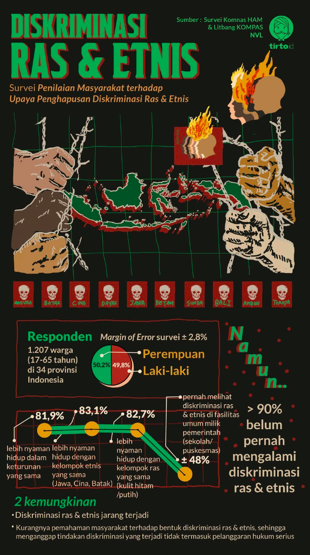 DISKRIMINASI
RAS & ETNIS
Sumber : Survei Komnas HAM
& Litbang KOMPAS
NVL
tirto.id
Survei Penilaian Masyarakat terhadap
Upaya Penghapusan Diskriminasi Ras & Etnis
CINA
JAWA
BALI
Responden
Margin of Error survei ± 2,8%
1.207 warga
(17-65 tahun)
di 34 provinsi
Indonesia
50,2%
49,8%
Perempuan
Laki-laki
Namun..
> 90%
belum
pernah
mengalami
diskriminasi
ras & etnis
81,9%
lebih nyaman
hidup dalam
keturunan
yang sama
83,1%
lebih nyaman
hidup dengan
kelompok etnis
yang sama
(Jawa, Cina, Batak)
82,7%
lebih
nyaman
hidup dengan
kelompok ras
yang sama
(kulit hitam
/putih)
pernah melihat
diskriminasi ras
& etnis di fasilitas
umum milik
pemerintah
(sekolah/
puskesmas)
± 48%
2 kemungkinan
•Diskriminasi ras & etnis jarang terjadi
• Kurangnya pemahaman masyarakat terhadap bentuk diskriminasi ras & etnis, sehingga
menganggap tindakan diskriminasi yang terjadi tidak termasuk pelanggaran hukum serius